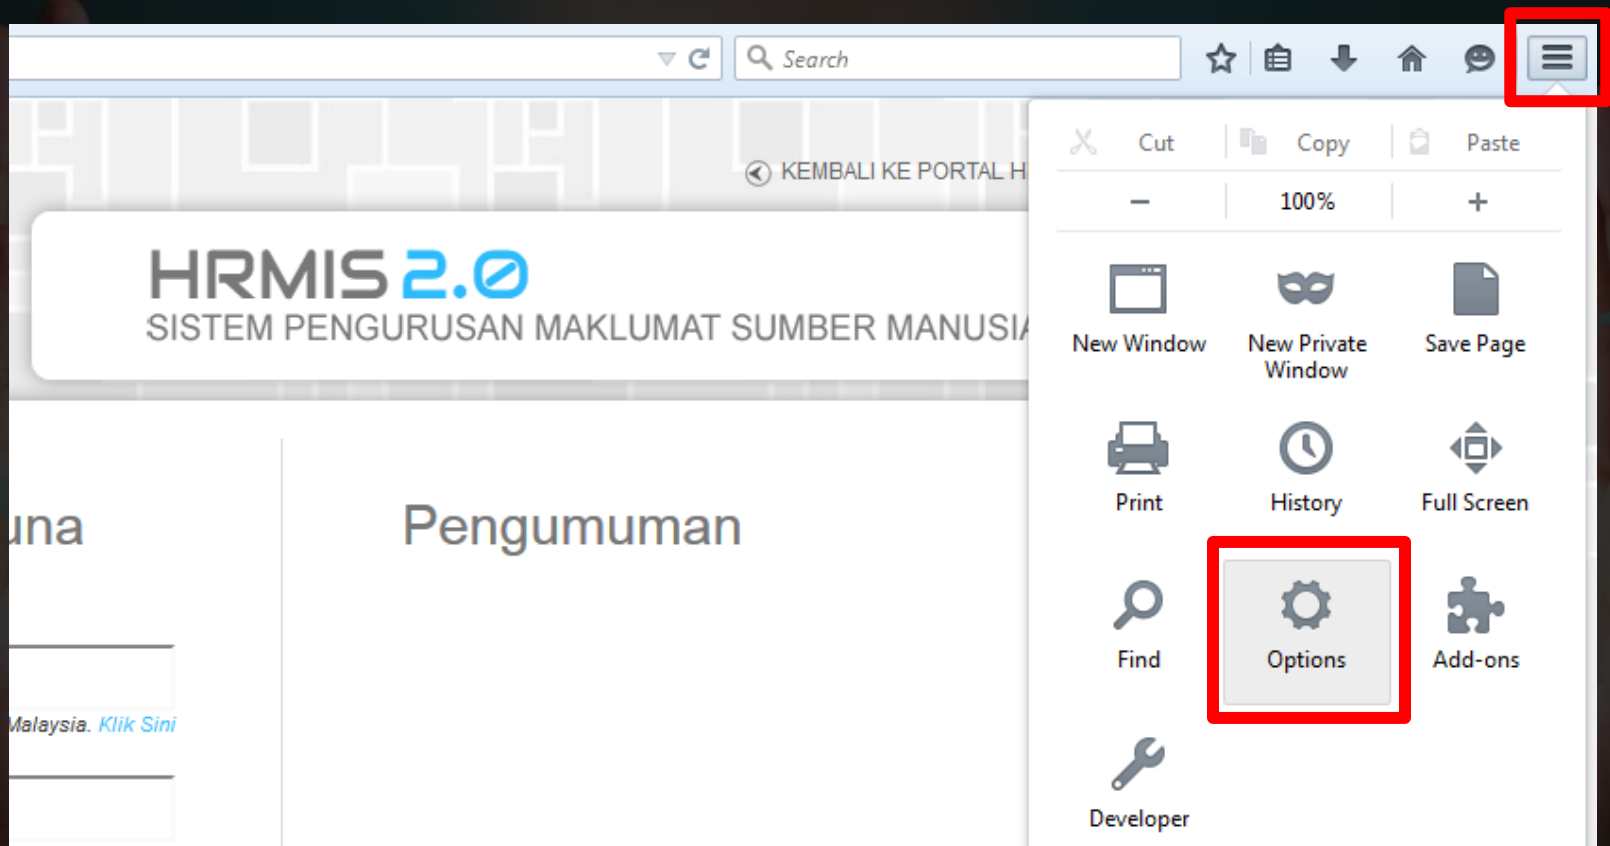 Search
Cut
Copy
Paste
KEMBALI KE PORTAL H
100%
HRMIS 2.0
SISTEM PENGURUSAN MAKLUMAT SUMBER MANUSIA
New Window
New Private
Window
Save Page
Print
History
Full Screen
una
Pengumuman
Find
Options
Add-ons
Malaysia. Klik Sini
Developer